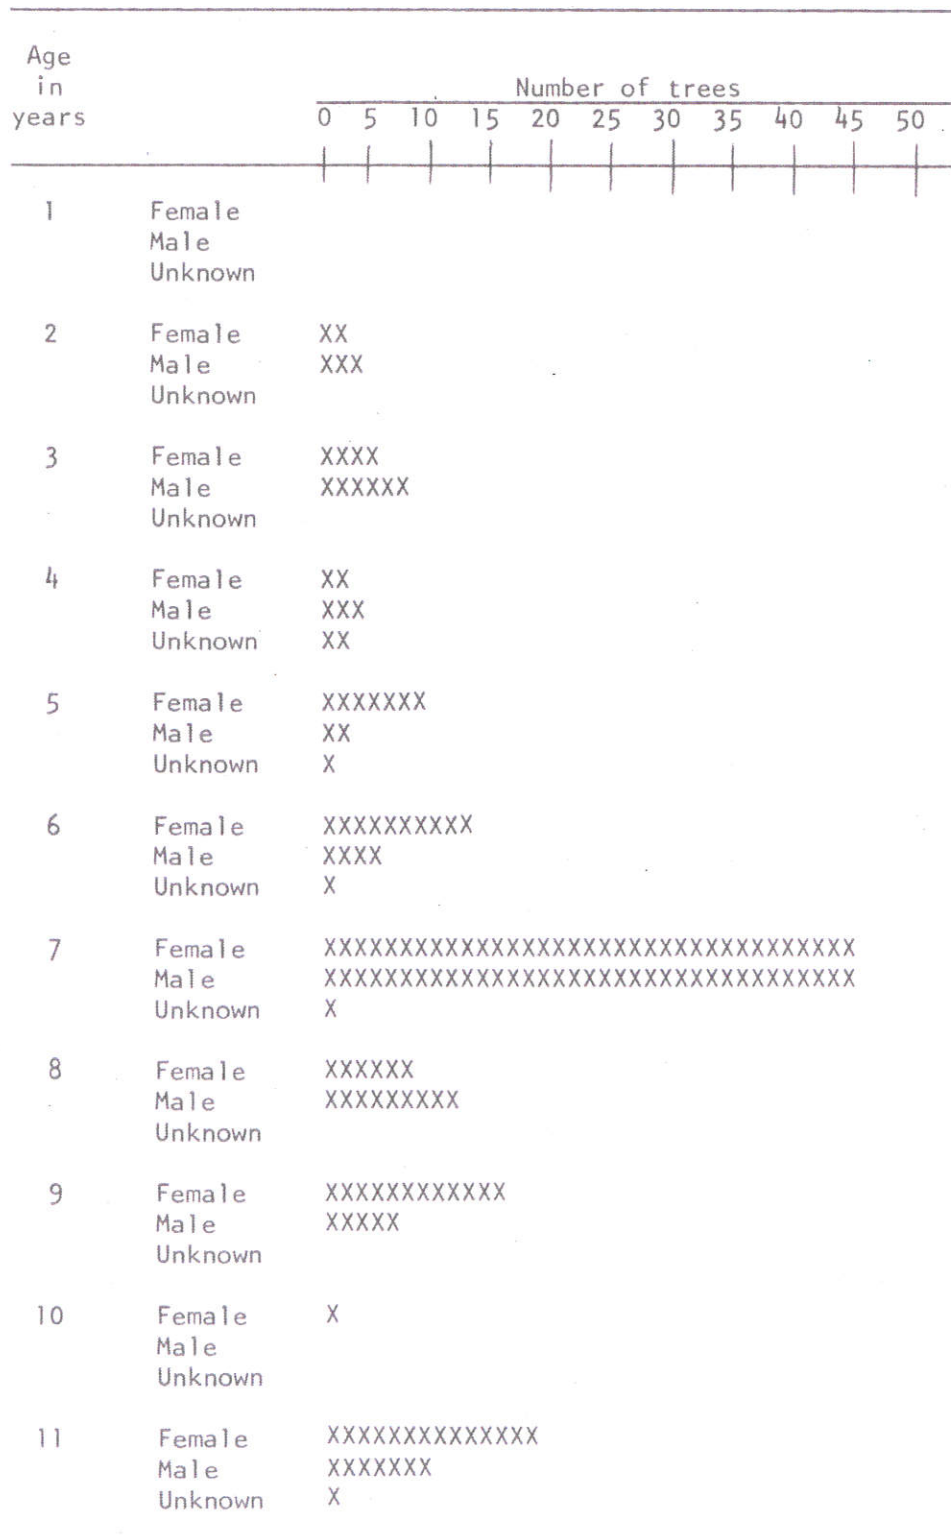 Age
in
years
Number of trees
0 5 10 15 20 25 30 35 40 45 50
1 Female
Male
Unknown
2 Female XX
Male XXX
Unknown
3 Female XXXX
Male XXXXXX
Unknown
4 Female XX
Male XXX
Unknown XX
5 Female XXXXXXX
Male XX
Unknown X
6 Female XXXXXXXXXX
Male XXXX
Unknown X
7 Female XXXXXXXXXXXXXXXXXXXXXXXXXXXXXXXXXXX
Male XXXXXXXXXXXXXXXXXXXXXXXXXXXXXXXXXXX
Unknown X
8 Female XXXXXX
Male XXXXXXXXX
Unknown
9 Female XXXXXXXXXXXX
Male XXXXX
Unknown
10 Female X
Male
Unknown
11 Female XXXXXXXXXXXXXX
Male XXXXXXX
Unknown X